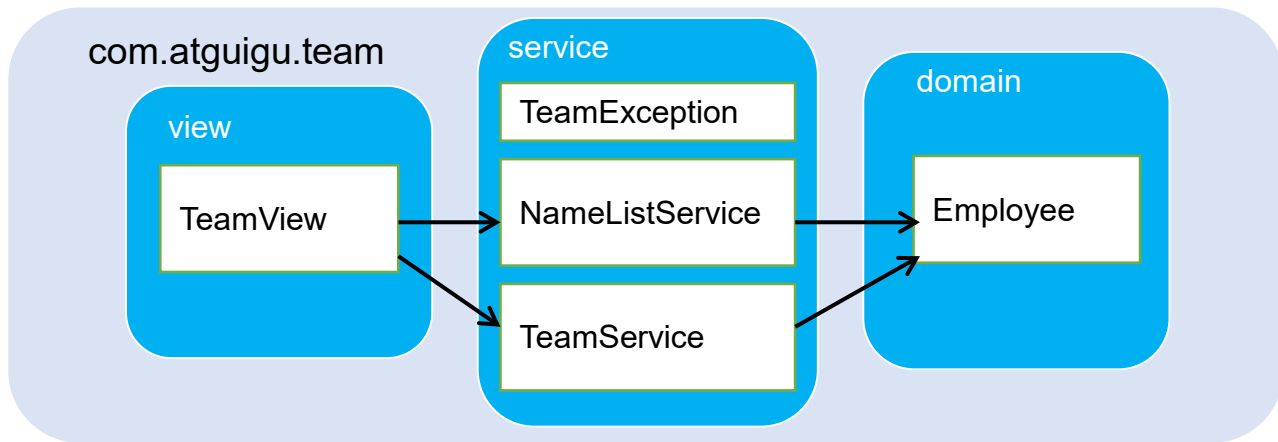 com.atguigu.team
view
TeamView
service
TeamException
NameListService
TeamService
domain
Employee